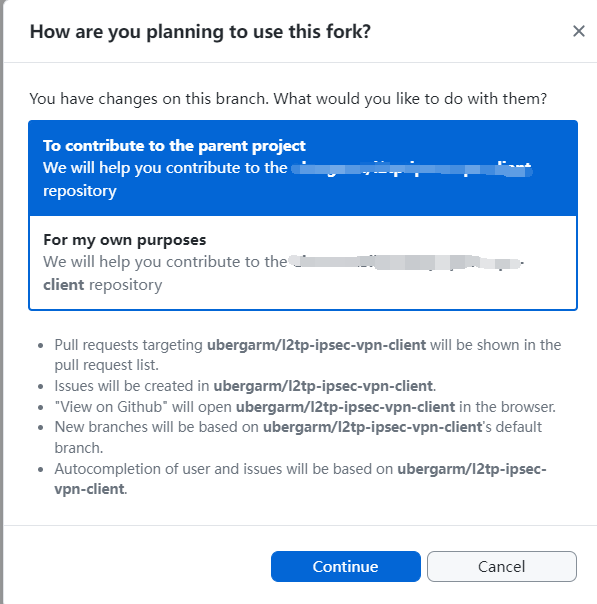 How are you planning to use this fork?
You have changes on this branch. What would you like to do with them?
To contribute to the parent project
We will help you contribute to the
repository
For my own purposes
We will help you contribute to the
client repository
Pull requests targeting ubergarm/l2tp-ipsec-vpn-client will be shown in the
pull request list.
Issues will be created in ubergarm/l2tp-ipsec-vpn-client.
"View on Github" will open ubergarm/l2tp-ipsec-vpn-client in the browser.
New branches will be based on ubergarm/l2tp-ipsec-vpn-client's default
branch.
Autocompletion of user and issues will be based on ubergarm/l2tp-ipsec-
vpn-client.
Continue
Cancel